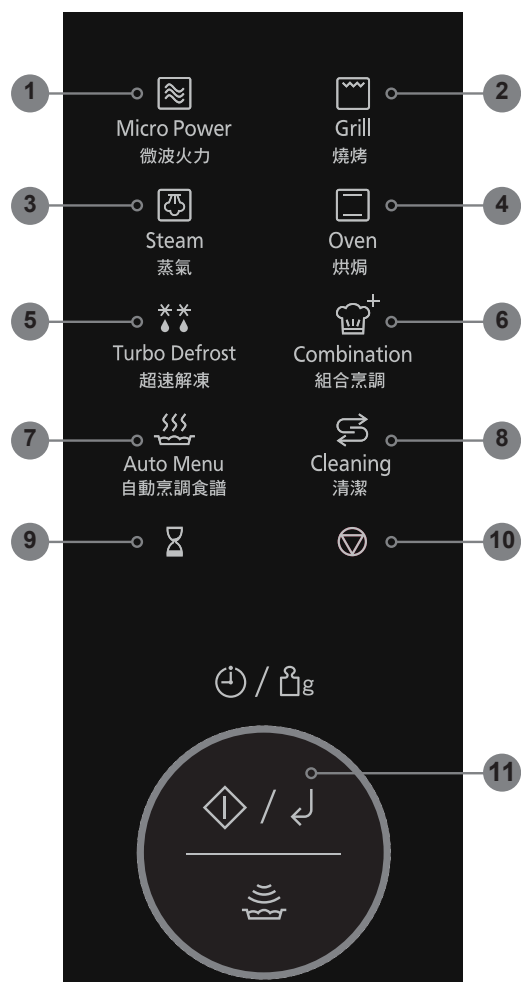 1
Micro Power
微波火力
2
Grill
燒烤
3
Steam
蒸氣
4
Oven
烘焗
5
Turbo Defrost
超速解凍
6
Combination
組合烹調
7
Auto Menu
自動烹調食譜
8
Cleaning
清潔
9
10
/ g
11
/